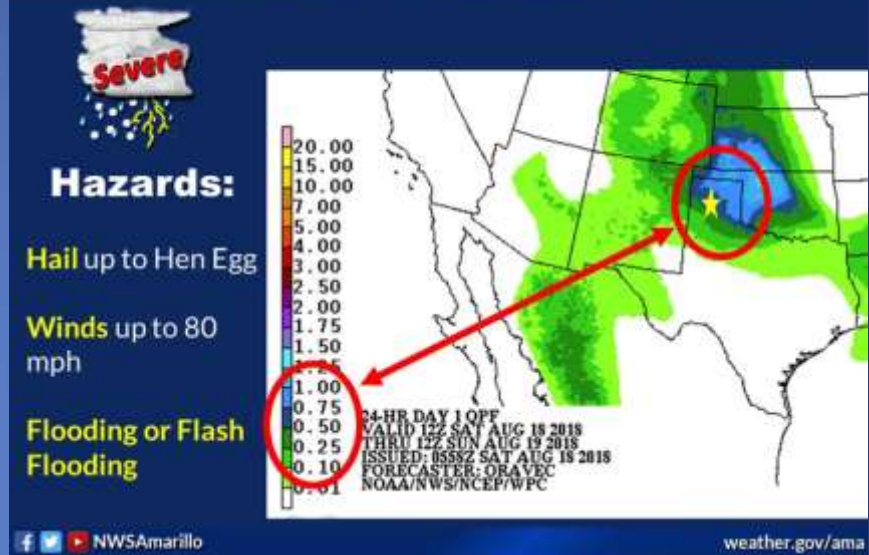 Severe
Hazards:
Hail up to Hen Egg
Winds up to 80
mph
Flooding or Flash
Flooding
20.00
15.00
10.00
7.00
5.00
4.00
3.00
2.50
2.00
1.75
1.50
1.25
1.00
0.75
0.50
0.25
0.10
0.01
24-HR DAY 1 QPF
VALID 12Z SAT AUG 18 2018
THRU 12Z SUN AUG 19 2018
ISSUED: 0558Z SAT AUG 18 2018
FORECASTER: ORAVEC
NOAA/NWS/NCEP/WPC
NWSAmarillo
weather.gov/ama